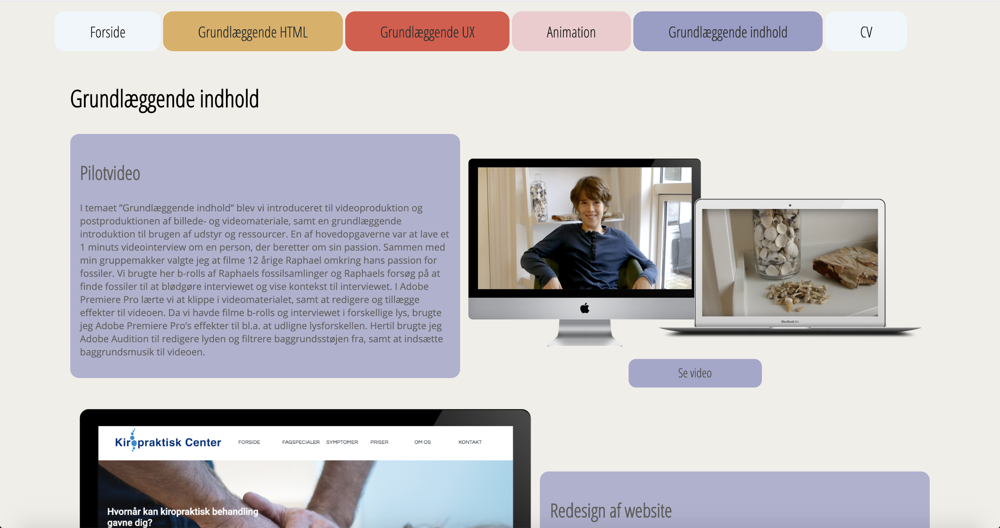 Forside
Grundlæggende HTML
Grundlæggende UX
Animation
Grundlæggende indhold
CV
Grundlæggende indhold
Pilotvideo
I temaet ”Grundlæggende indhold” blev vi introduceret til videoproduktion og
postproduktionen af billede- og videomateriale, samt en grundlæggende
introduktion til brugen af udstyr og ressourcer. En af hovedopgaverne var at lave et
1 minuts videointerview om en person, der beretter om sin passion. Sammen med
min gruppemakker valgte jeg at filme 12 årige Raphael omkring hans passion for
fossiler. Vi brugte her b-rolls af Raphaels fossilsamlinger og Raphaels forsøg på at
finde fossiler til at blødgøre interviewet og vise kontekst til interviewet. I Adobe
Premiere Pro lærte vi at klippe i videomaterialet, samt at redigere og tillægge
effekter til videoen. Da vi havde filme b-rolls og interviewet i forskellige lys, brugte
jeg Adobe Premiere Pro’s effekter til bl.a. at udligne lysforskellen. Hertil brugte jeg
Adobe Audition til redigere lyden og filtrere baggrundsstøjen fra, samt at indsætte
baggrundsmusik til videoen.
MacBook Air
Se video
Kiropraktisk Center
FORSIDE
FAGSPECIALER
SYMPTOMER
PRISER
OM OS
KONTAKT
Hvornår kan kiropraktisk behandling
gavne dig?
Redesign af website